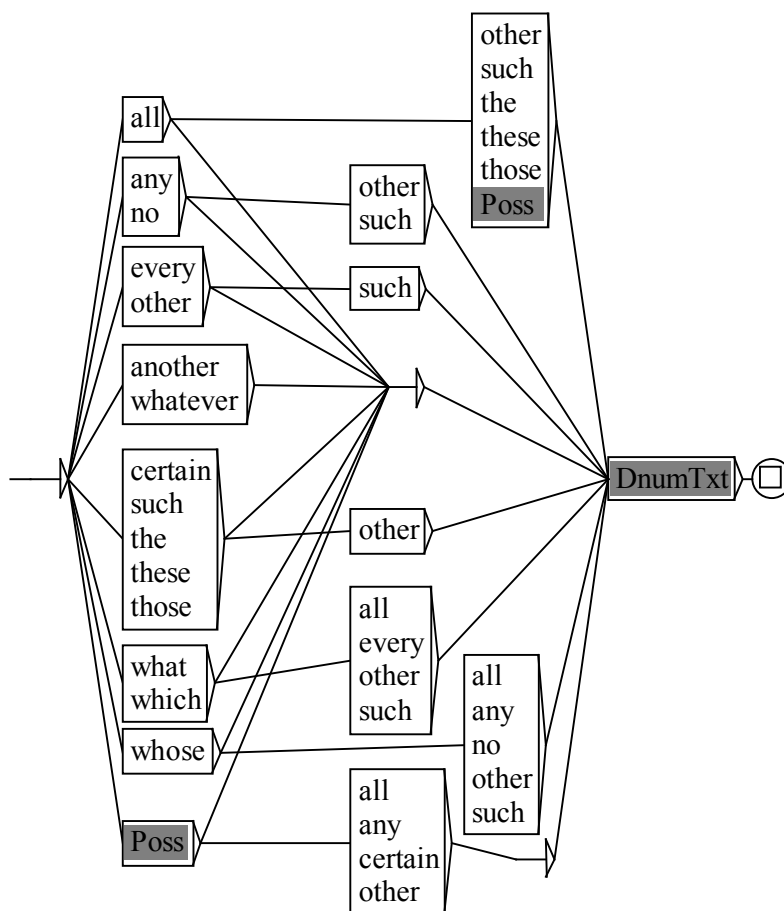 all
any
no
every
other
another
whatever
certain
such
the
these
those
what
which
whose
Poss
other
such
such
other
all
every
other
such
all
any
certain
other
other
such
the
these
those
Poss
all
any
no
other
such
DnumTxt